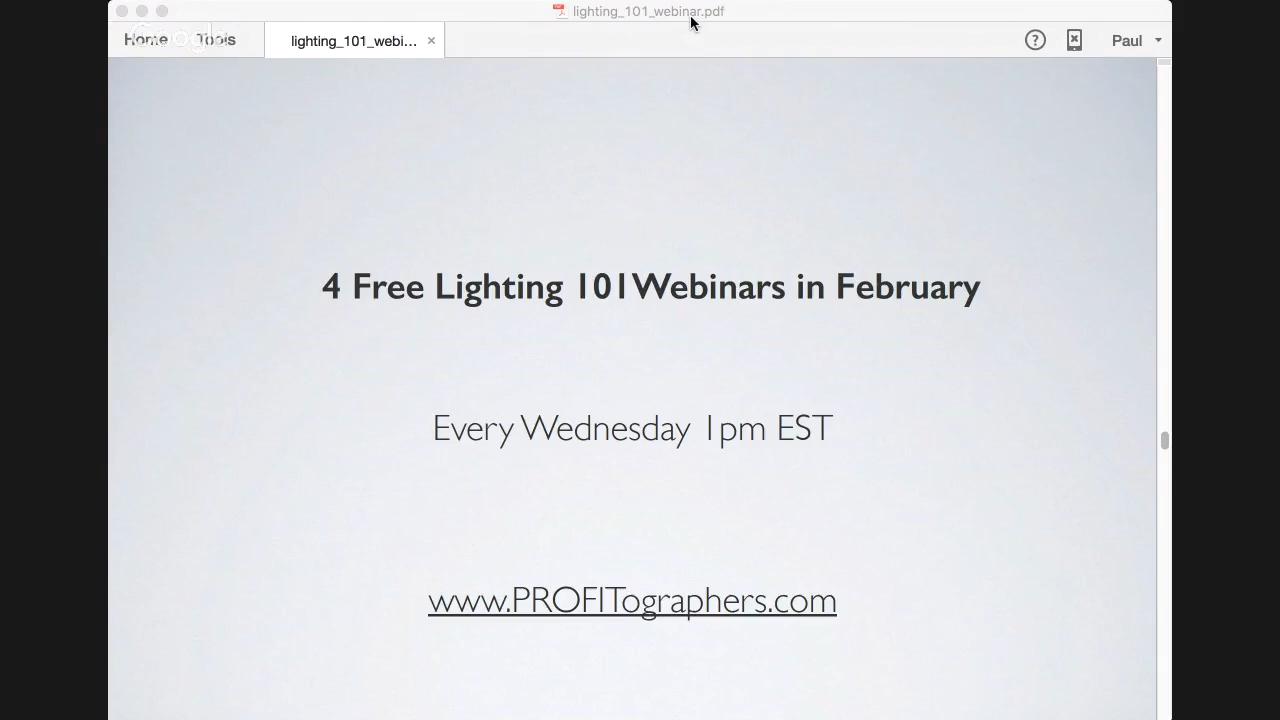 lighting_101_webinar.pdf
Home Tools lighting_101_webi... × ? Paul
Google
4 Free Lighting 101Webinars in February
Every Wednesday 1pm EST
www.PROFITographers.com